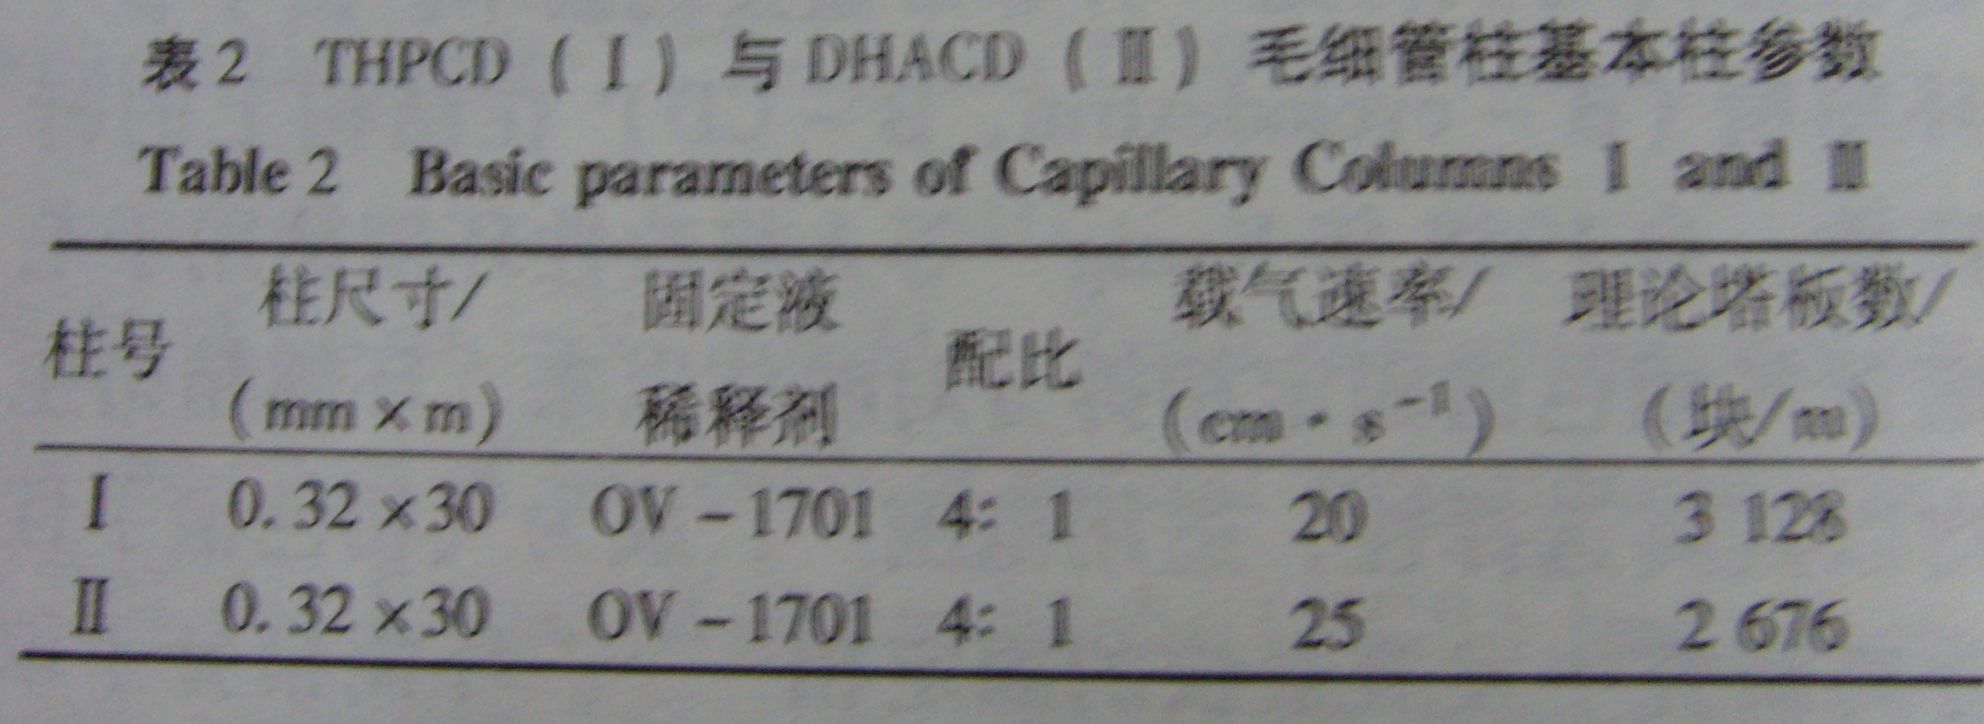 表2 THPCD（Ⅰ）与DHACD（Ⅱ）毛细管柱基本柱参数
Table 2 Basic parameters of Capillary Columns Ⅰ and Ⅱ
柱号 柱尺寸/(mm×m) 固定液稀释剂 配比 载气速率/(cm·s⁻¹) 理论塔板数/(块/m)
Ⅰ 0.32×30 OV-1701 4:1 20 3 128
Ⅱ 0.32×30 OV-1701 4:1 25 2 676